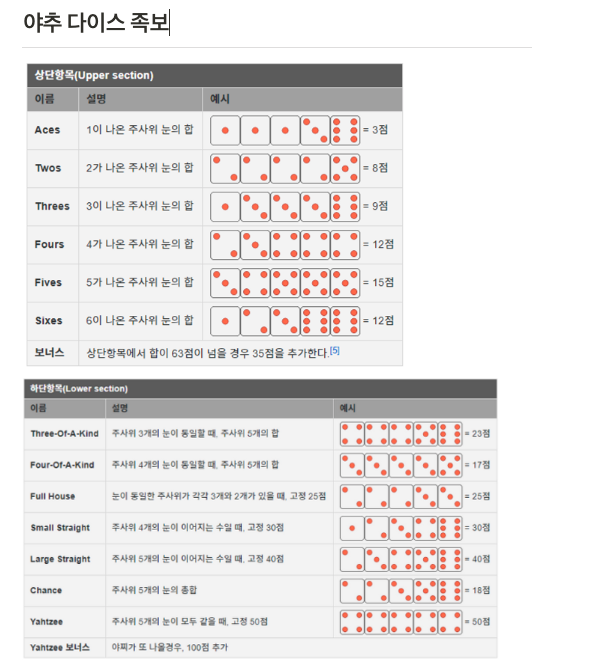 야추 다이스 족보
상단항목(Upper section)
이름 설명 예시
Aces 1이 나온 주사위 눈의 합 = 3점
Twos 2가 나온 주사위 눈의 합 = 8점
Threes 3이 나온 주사위 눈의 합 = 9점
Fours 4가 나온 주사위 눈의 합 = 12점
Fives 5가 나온 주사위 눈의 합 = 15점
Sixes 6이 나온 주사위 눈의 합 = 12점
보너스 상단항목에서 합이 63점이 넘을 경우 35점을 추가한다.[5]
하단항목(Lower section)
이름 설명 예시
Three-Of-A-Kind 주사위 3개의 눈이 동일할 때, 주사위 5개의 합 = 23점
Four-Of-A-Kind 주사위 4개의 눈이 동일할 때, 주사위 5개의 합 = 17점
Full House 눈이 동일한 주사위가 각각 3개와 2개가 있을 때, 고정 25점 = 25점
Small Straight 주사위 4개의 눈이 이어지는 수일 때, 고정 30점 = 30점
Large Straight 주사위 5개의 눈이 이어지는 수일 때, 고정 40점 = 40점
Chance 주사위 5개의 눈의 총합 = 18점
Yahtzee 주사위 5개의 눈이 모두 같을 때, 고정 50점 = 50점
Yahtzee 보너스 야찌가 또 나올경우, 100점 추가